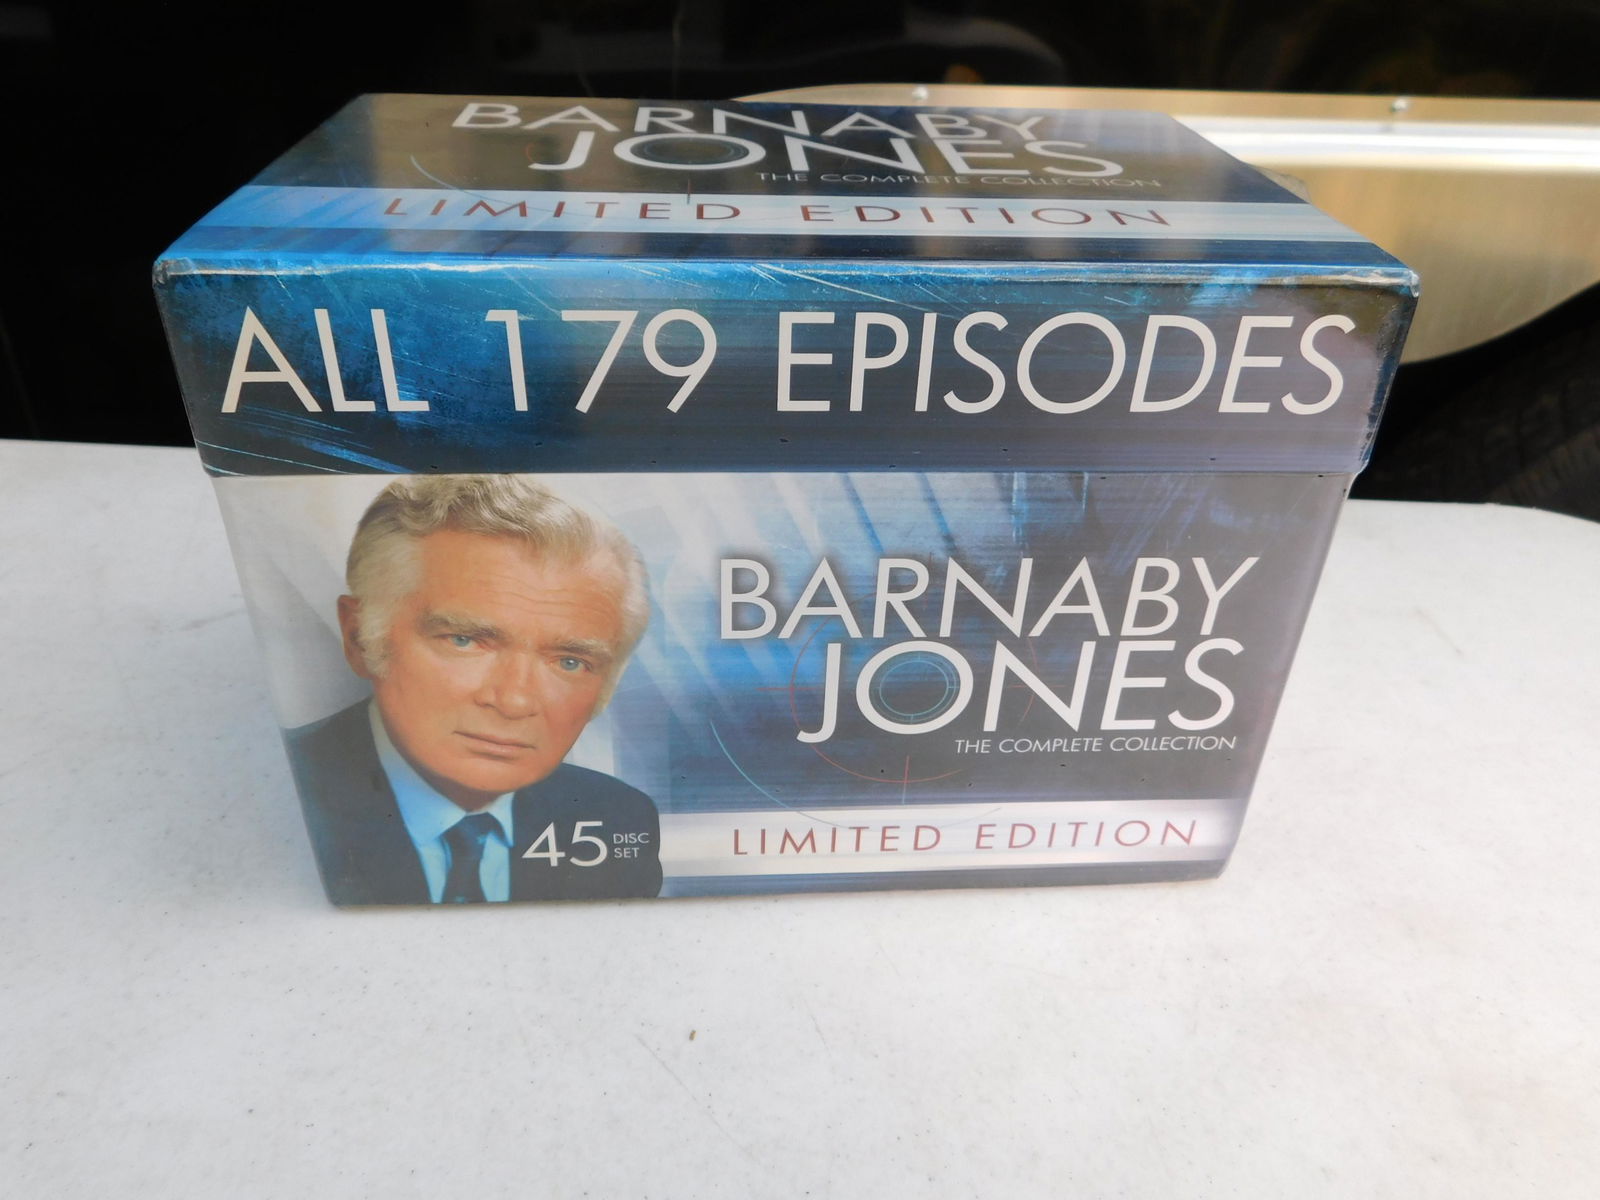 BARNABY
JONES
THE COMPLETE COLLECTION
LIMITED EDITION
ALL 179 EPISODES
BARNABY
JONES
THE COMPLETE COLLECTION
45 DISC
SET
LIMITED EDITION